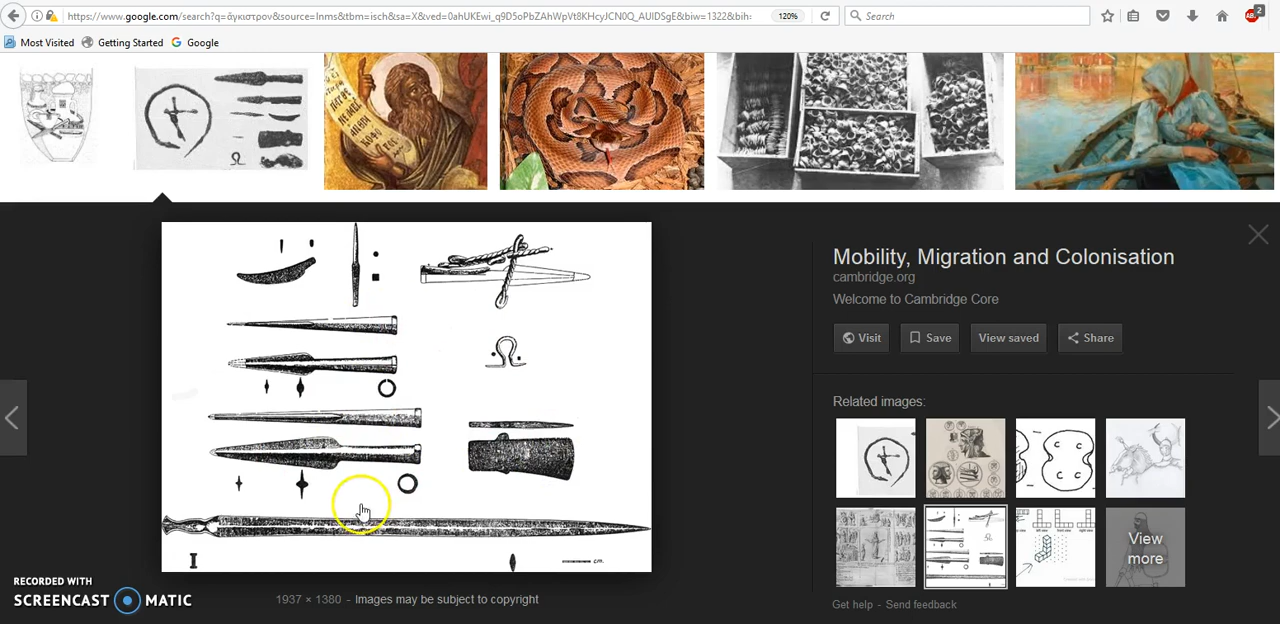 https://www.google.com/search?q=ἄγκιστρον&source=lnms&tbm=isch&sa=X&ved=0ahUKEwi_q9D5oPbZAhWpVt8KHcyJCN0Q_AUIDSgE&biw=1322&bih=
120%
Search
2
Most Visited
Getting Started
Google
Mobility, Migration and Colonisation
cambridge.org
Welcome to Cambridge Core
Visit
Save
View saved
Share
Related images:
I
cm.
View more
RECORDED WITH
SCREENCAST MATIC
1937 × 1380 - Images may be subject to copyright
Get help - Send feedback